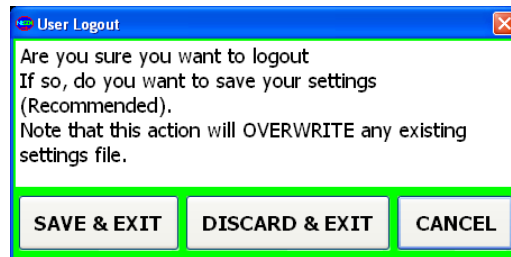 User Logout
Are you sure you want to logout
If so, do you want to save your settings
(Recommended).
Note that this action will OVERWRITE any existing
settings file.
SAVE & EXIT DISCARD & EXIT CANCEL